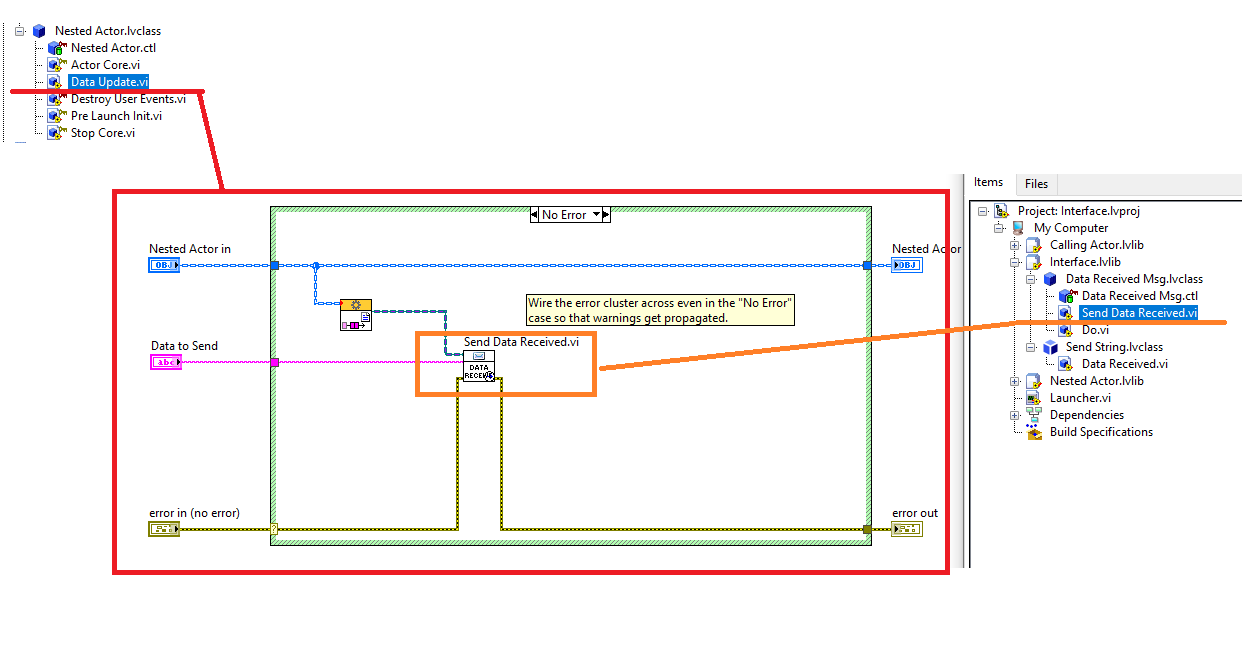 Nested Actor.lvclass
Nested Actor.ctl
Actor Core.vi
Data Update.vi
Destroy User Events.vi
Pre Launch Init.vi
Stop Core.vi
No Error
Nested Actor in
OBJ
Nested Actor
OBJ
Wire the error cluster across even in the "No Error"
case so that warnings get propagated.
Data to Send
abc
Send Data Received.vi
DATA
RECEIV
error in (no error)
?
error out
Items
Files
Project: Interface.lvproj
My Computer
Calling Actor.lvlib
Interface.lvlib
Data Received Msg.lvclass
Data Received Msg.ctl
Send Data Received.vi
Do.vi
Send String.lvclass
Data Received.vi
Nested Actor.lvlib
Launcher.vi
Dependencies
Build Specifications